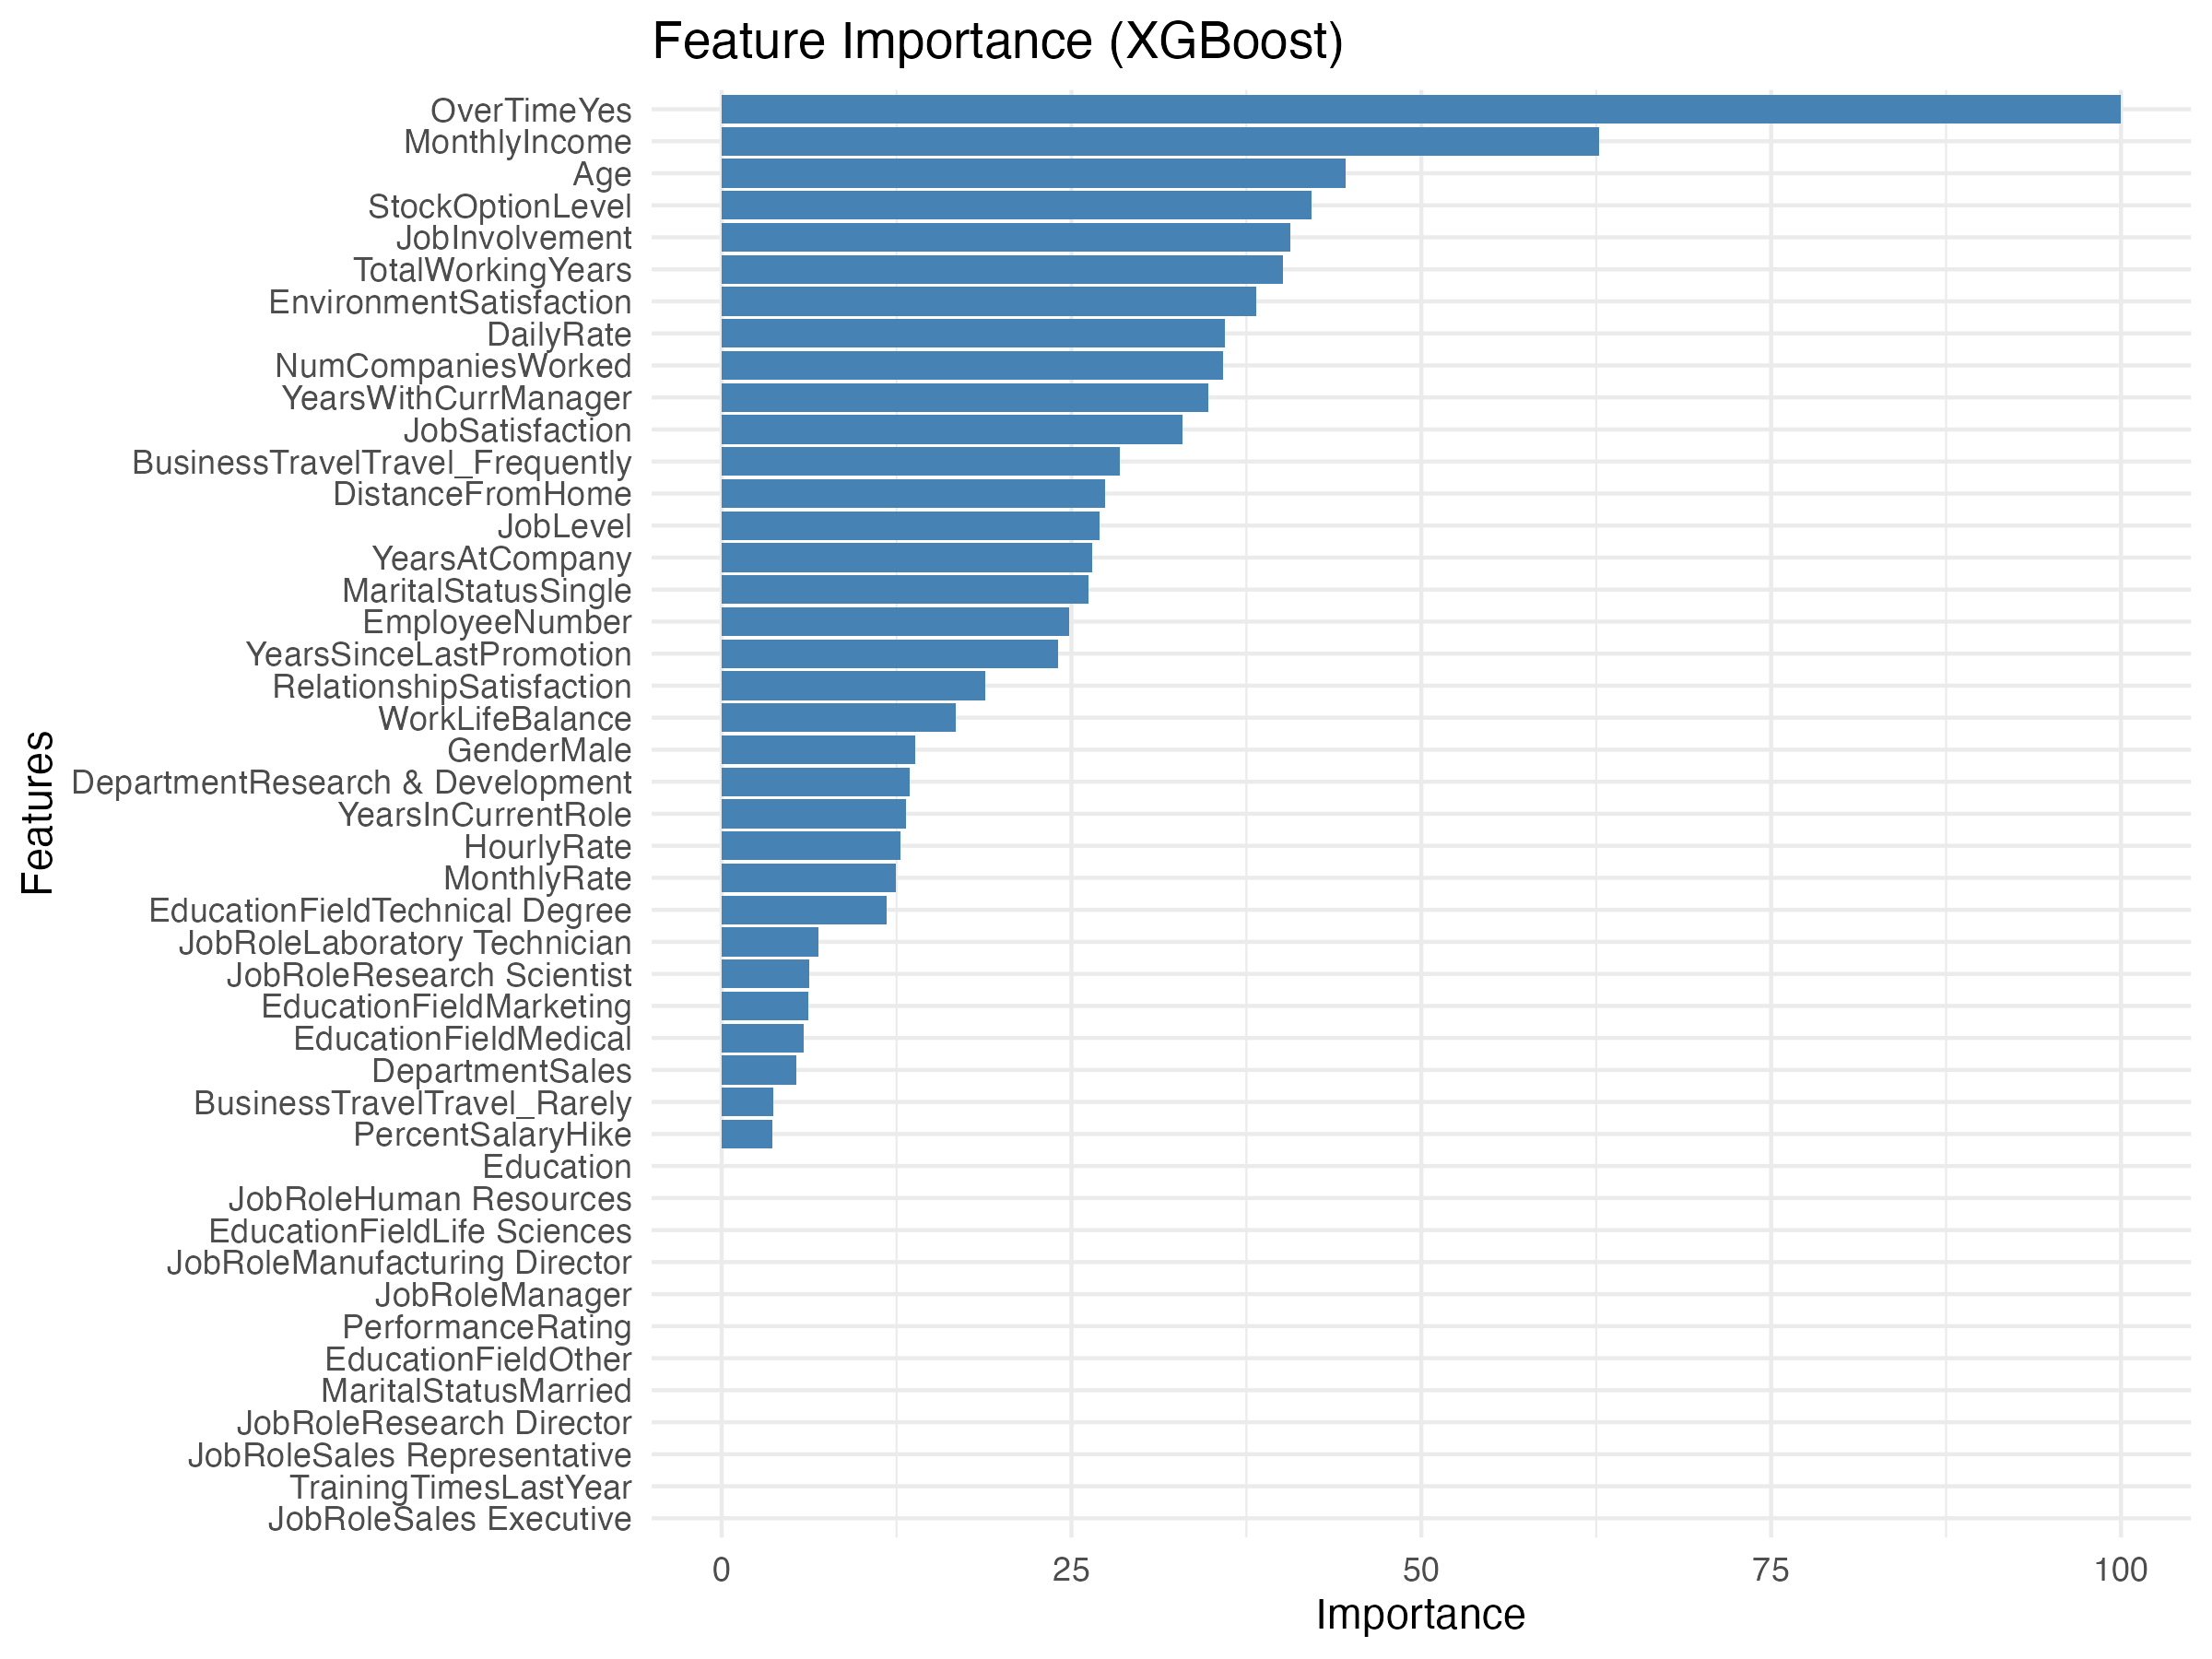 Feature Importance (XGBoost)
OverTimeYes
MonthlyIncome
Age
StockOptionLevel
JobInvolvement
TotalWorkingYears
EnvironmentSatisfaction
DailyRate
NumCompaniesWorked
YearsWithCurrManager
JobSatisfaction
BusinessTravelTravel_Frequently
DistanceFromHome
JobLevel
YearsAtCompany
MaritalStatusSingle
EmployeeNumber
YearsSinceLastPromotion
RelationshipSatisfaction
WorkLifeBalance
GenderMale
DepartmentResearch & Development
YearsInCurrentRole
HourlyRate
MonthlyRate
EducationFieldTechnical Degree
JobRoleLaboratory Technician
JobRoleResearch Scientist
EducationFieldMarketing
EducationFieldMedical
DepartmentSales
BusinessTravelTravel_Rarely
PercentSalaryHike
Education
JobRoleHuman Resources
EducationFieldLife Sciences
JobRoleManufacturing Director
JobRoleManager
PerformanceRating
EducationFieldOther
MaritalStatusMarried
JobRoleResearch Director
JobRoleSales Representative
TrainingTimesLastYear
JobRoleSales Executive
Features
0 25 50 75 100
Importance